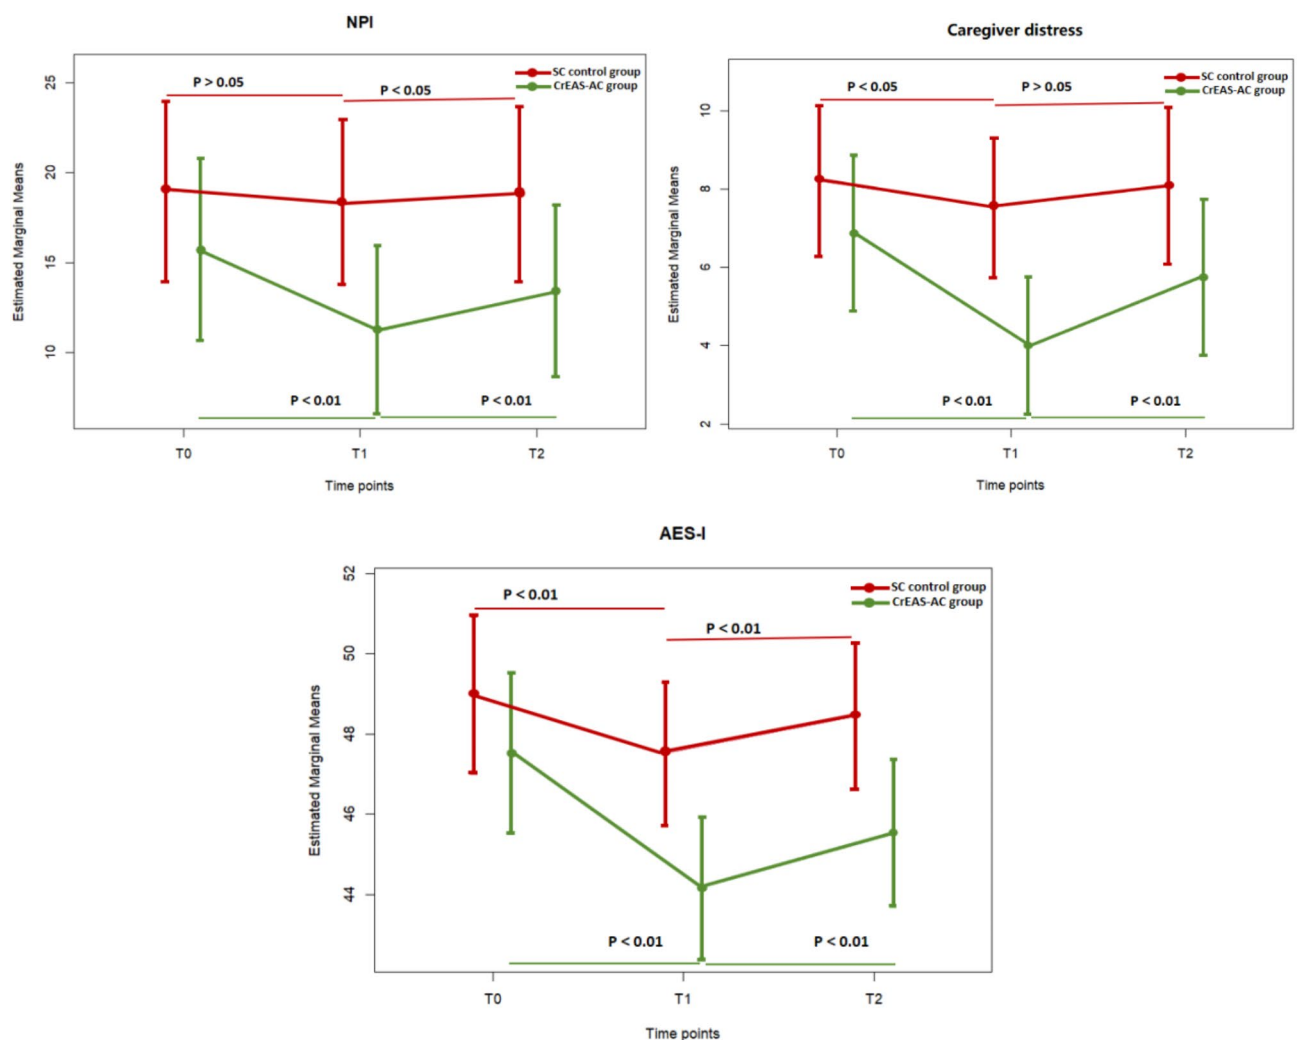 NPI
SC control group
CrEAS-AC group
P > 0.05
P < 0.05
25
20
15
10
Estimated Marginal Means
P < 0.01
P < 0.01
T0
T1
T2
Time points
Caregiver distress
SC control group
CrEAS-AC group
P < 0.05
P > 0.05
10
8
6
4
2
Estimated Marginal Means
P < 0.01
P < 0.01
T0
T1
T2
Time points
AES-I
SC control group
CrEAS-AC group
P < 0.01
P < 0.01
52
50
48
46
44
Estimated Marginal Means
P < 0.01
P < 0.01
T0
T1
T2
Time points